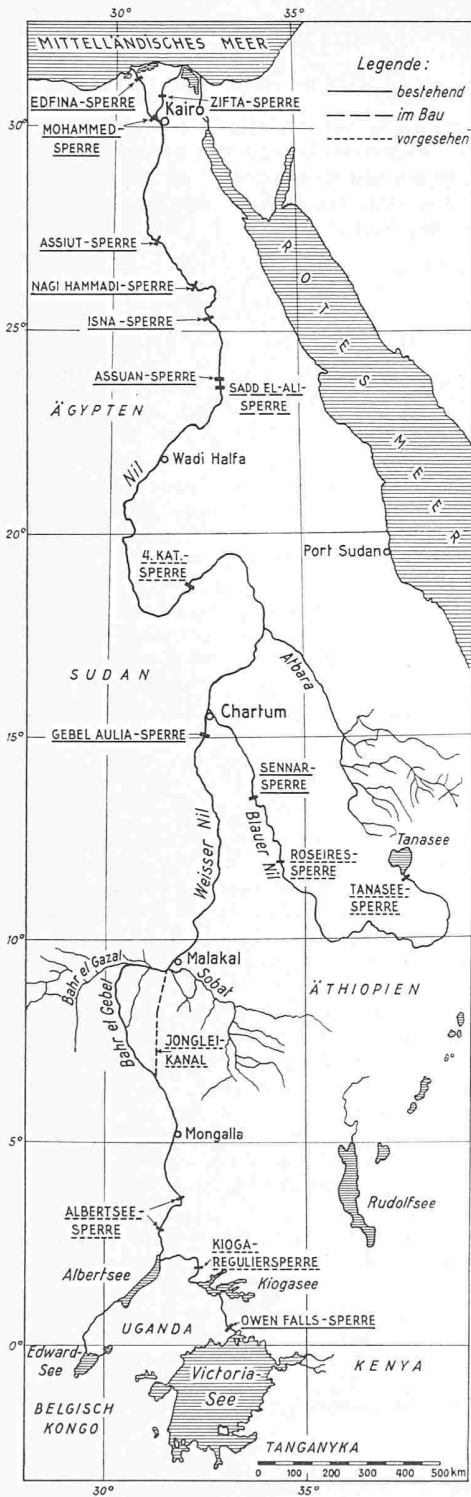 30°
35°
MITTELLÄNDISCHES MEER
Legende:
bestehend
im Bau
vorgesehen
EDFINA-SPERRE
ZIFTA-SPERRE
Kairo
30°
MOHAMMED-
SPERRE
ASSIUT-SPERRE
NAGI HAMMADI-SPERRE
ISNA-SPERRE
25°
ROTES MEER
ASSUAN-SPERRE
SADD EL-ALI-
SPERRE
ÄGYPTEN
Nil
Wadi Halfa
20°
Port Sudan
4. KAT.-
SPERRE
SUDAN
Atbara
Chartum
15°
GEBEL AULIA-SPERRE
SENNAR-
SPERRE
Weisser Nil
Blauer Nil
Tanasee
ROSEIRES-
SPERRE
TANASEE-
SPERRE
10°
Malakal
Bahr el Gazal
Sobat
ÄTHIOPIEN
Bahr el Gebel
JONGLEI-
KANAL
6°
5°
Mongalla
Rudolfsee
ALBERTSEE-
SPERRE
KIOGA-
REGULIERSPERRE
Albertsee
Kiogasee
OWEN FALLS-SPERRE
UGANDA
0°
Edward-
See
Victoria-
See
KENYA
BELGISCH
KONGO
TANGANYKA
0 100 200 300 400 500 km
30°
35°